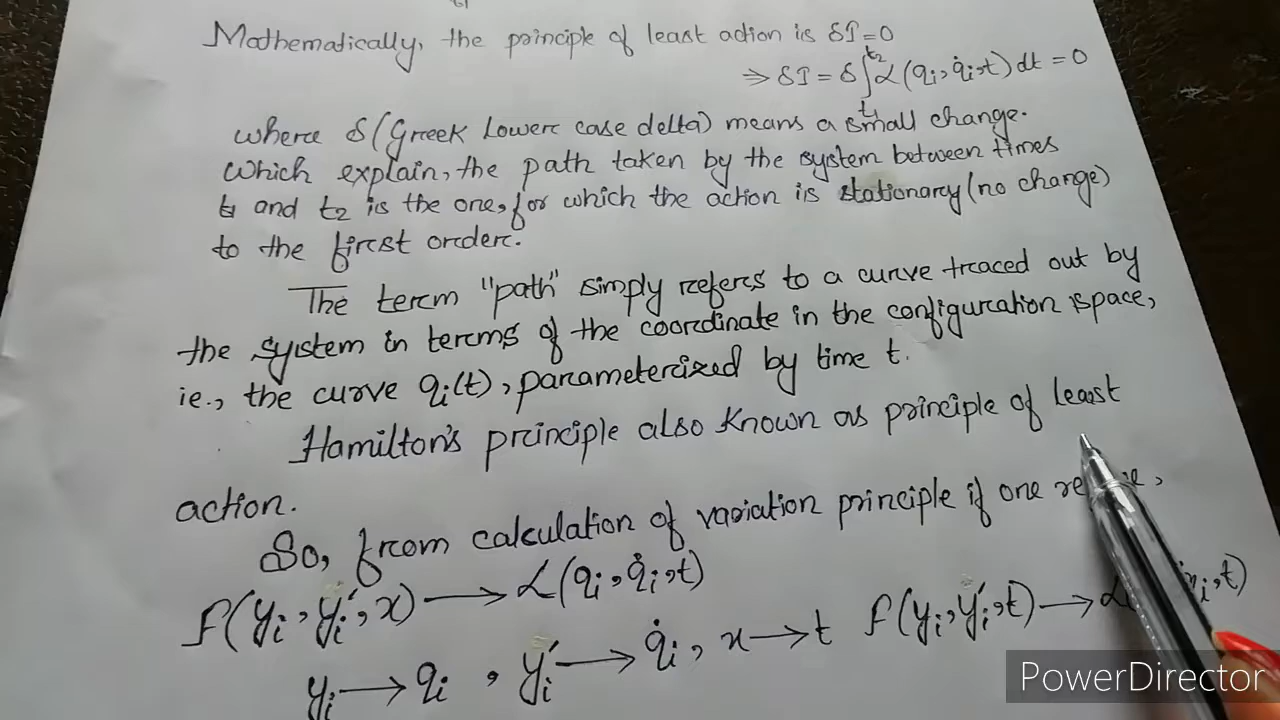 Mathematically, the principle of least action is δI=0
⇒ δI = δ∫t₁t₂ L(qi, q̇i, t) dt = 0
where δ (Greek Lower case delta) means a small change.
Which explain, the path taken by the system between times
t₁ and t₂ is the one, for which the action is stationary (no change)
to the first order.
The term "path" simply refers to a curve traced out by
the system in terms of the coordinate in the configuration space,
ie., the curve qi(t), parameterized by time t.
Hamilton's principle also known as principle of least
action.
So, from calculation of variation principle if one
f(yi, yi', x) → L(qi, q̇i, t)
yi → qi , yi' → q̇i , x → t f(yi, yi', t) → L , t)
PowerDirector